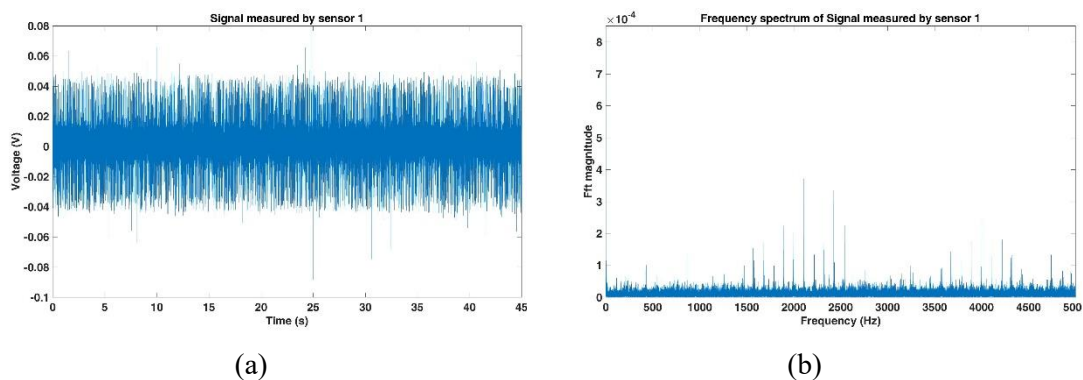 Signal measured by sensor 1
0.08
0.06
0.04
0.02
0
-0.02
-0.04
-0.06
-0.08
-0.1
Voltage (V)
0 5 10 15 20 25 30 35 40 45
Time (s)
(a)
Frequency spectrum of Signal measured by sensor 1
×10⁻⁴
8
7
6
5
4
3
2
1
0
Fft magnitude
0 500 1000 1500 2000 2500 3000 3500 4000 4500 5000
Frequency (Hz)
(b)